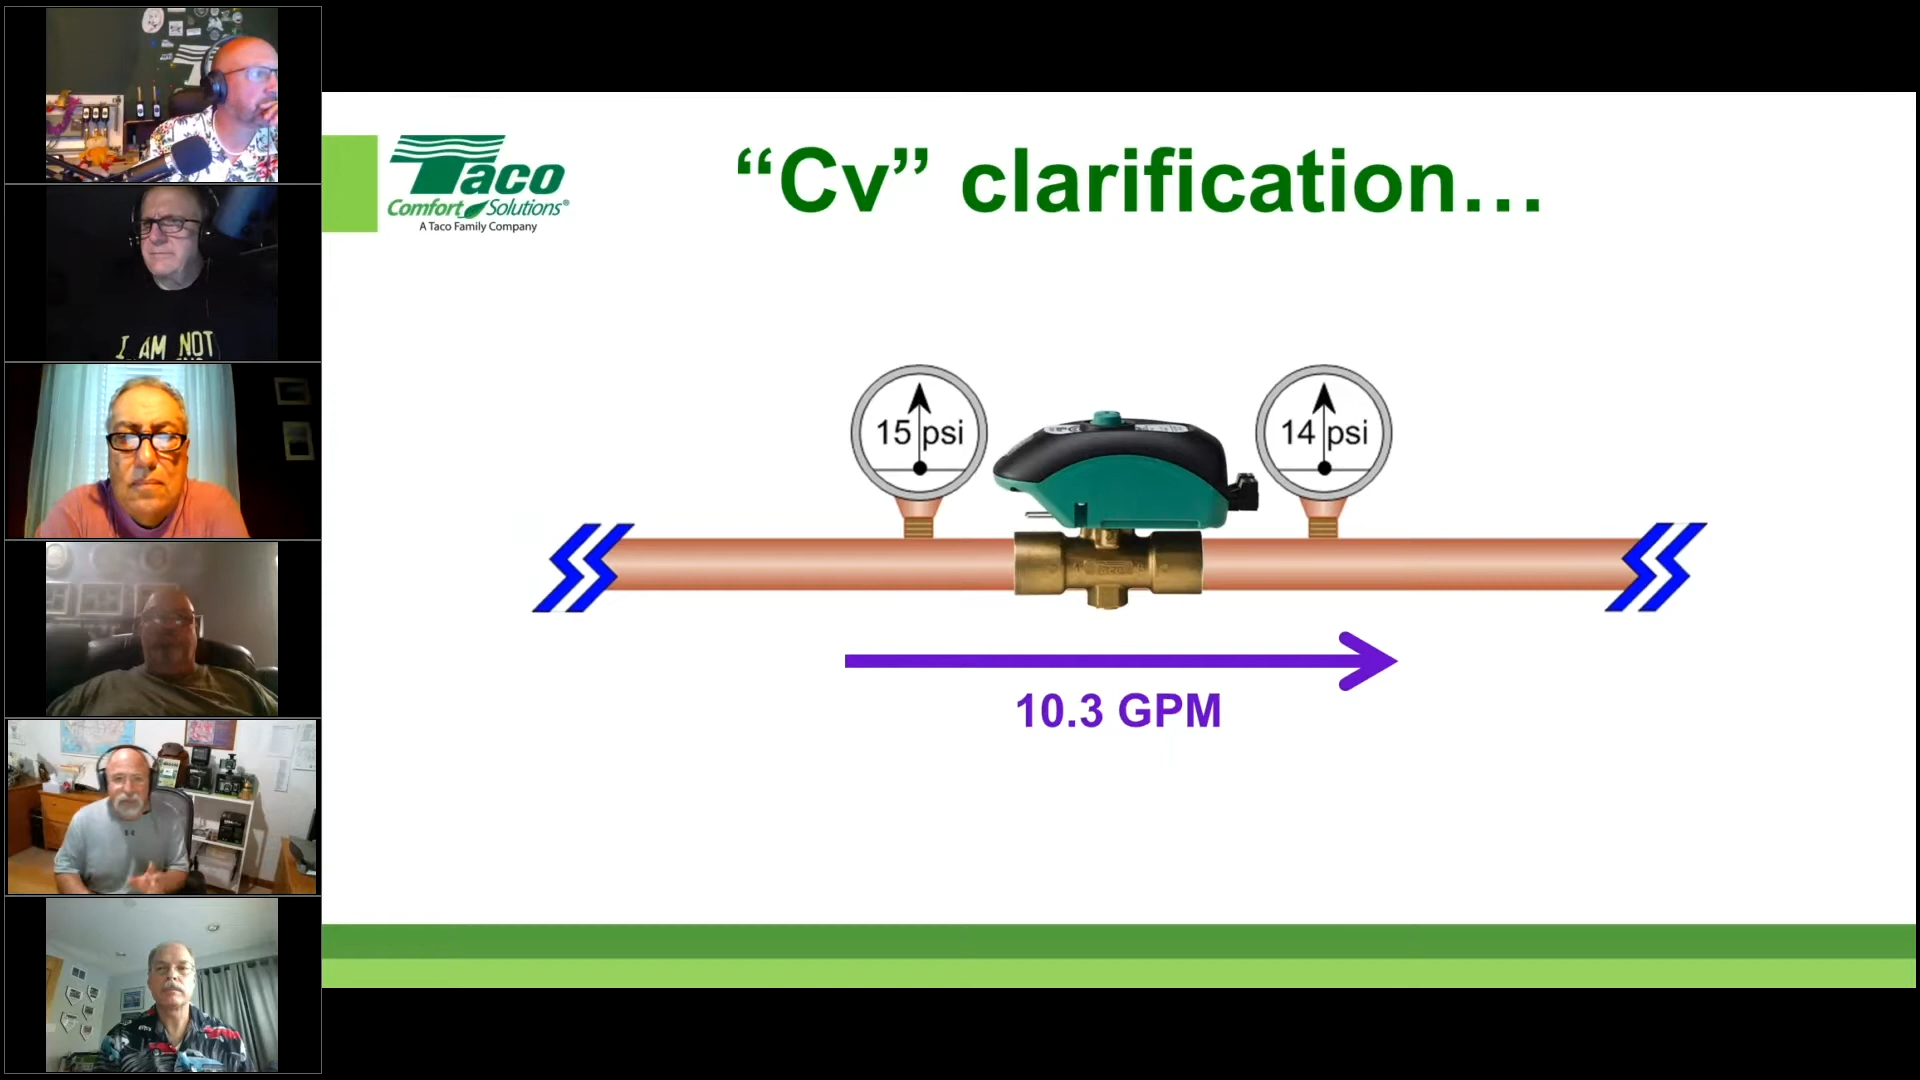 I AM NOT
Taco
Comfort Solutions®
A Taco Family Company
“Cv” clarification...
15 psi
14 psi
10.3 GPM